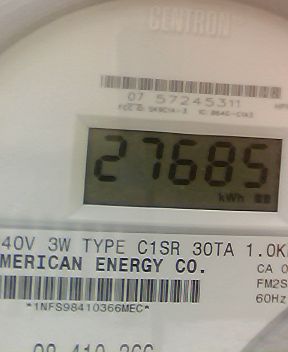 CENTRON
07 57245311
27685
kWh
40V 3W TYPE C1SR 30TA 1.0K
MERICAN ENERGY CO.
CA 0
FM2S
60Hz
*1NFS98410366MEC*